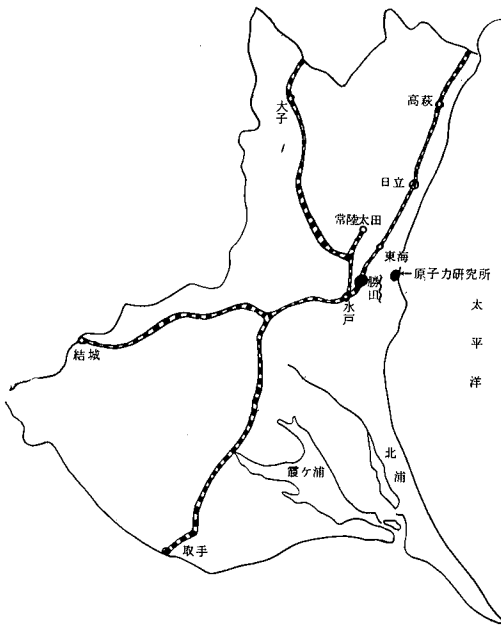 高萩
大子
日立
常陸太田
東海
原子力研究所
勝田
水戸
太平洋
結城
北浦
霞ケ浦
取手